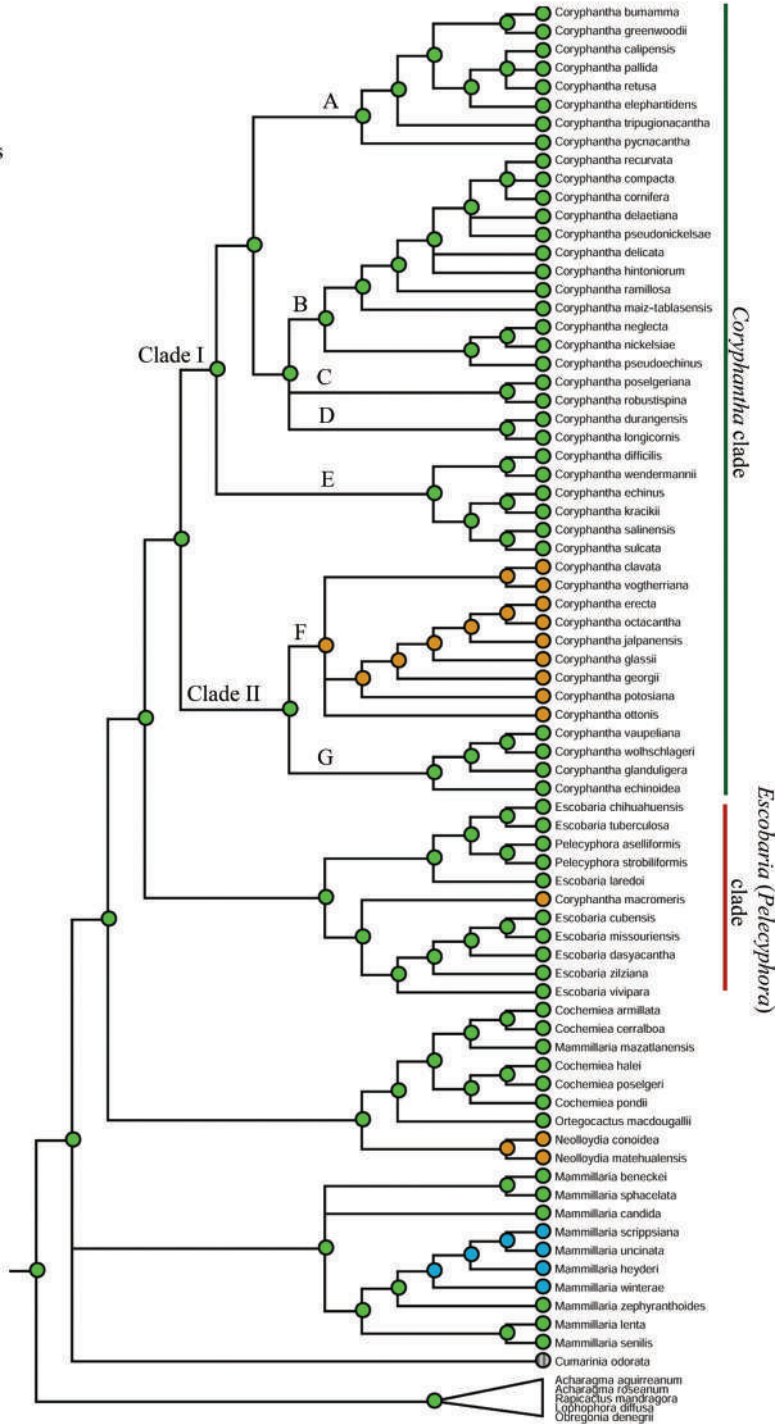 Coryphantha bumamma
Coryphantha greenwoodii
Coryphantha calipensis
Coryphantha pallida
Coryphantha retusa
Coryphantha elephantidens
Coryphantha tripugionacantha
Coryphantha pycnacantha
Coryphantha recurvata
Coryphantha compacta
Coryphantha cornifera
Coryphantha delaetiana
Coryphantha pseudonickelsae
Coryphantha delicata
Coryphantha hintoniorum
Coryphantha ramillosa
Coryphantha maiz-tablasensis
Coryphantha neglecta
Coryphantha nickelsiae
Coryphantha pseudoechinus
Coryphantha poselgeriana
Coryphantha robustispina
Coryphantha durangensis
Coryphantha longicornis
Coryphantha difficilis
Coryphantha wendermannii
Coryphantha echinus
Coryphantha kracikii
Coryphantha salinensis
Coryphantha sulcata
Coryphantha clavata
Coryphantha vogtherriana
Coryphantha erecta
Coryphantha octacantha
Coryphantha jalpanensis
Coryphantha glassii
Coryphantha georgii
Coryphantha potosiana
Coryphantha ottonis
Coryphantha vaupeliana
Coryphantha wolhschlageri
Coryphantha glanduligera
Coryphantha echinoidea
Escobaria chihuahuensis
Escobaria tuberculosa
Pelecyphora aselliformis
Pelecyphora strobiliformis
Escobaria laredoi
Coryphantha macromeris
Escobaria cubensis
Escobaria missouriensis
Escobaria dasyacantha
Escobaria zilziana
Escobaria vivipara
Cochemiea armillata
Cochemiea cerralboa
Mammillaria mazatlanensis
Cochemiea halei
Cochemiea poselgeri
Cochemiea pondii
Ortegocactus macdougallii
Neolloydia conoidea
Neolloydia matehualensis
Mammillaria beneckei
Mammillaria sphacelata
Mammillaria candida
Mammillaria scrippsiana
Mammillaria uncinata
Mammillaria heyderi
Mammillaria winterae
Mammillaria zephyranthoides
Mammillaria lenta
Mammillaria senilis
Cumarinia odorata
Acharagma aguirreanum
Acharagma roseanum
Rapicactus mandragora
Lophophora diffusa
Obregonia denegri
s
A
B
Clade I
C
D
E
F
Clade II
G
Coryphantha clade
Escobaria (Pelecyphora)
clade